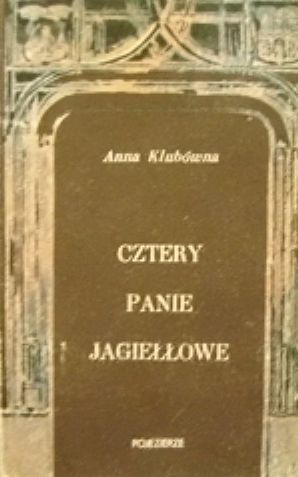 Anna Klubówna
CZTERY
PANIE
JAGIEŁŁOWE
POJEZIERZE